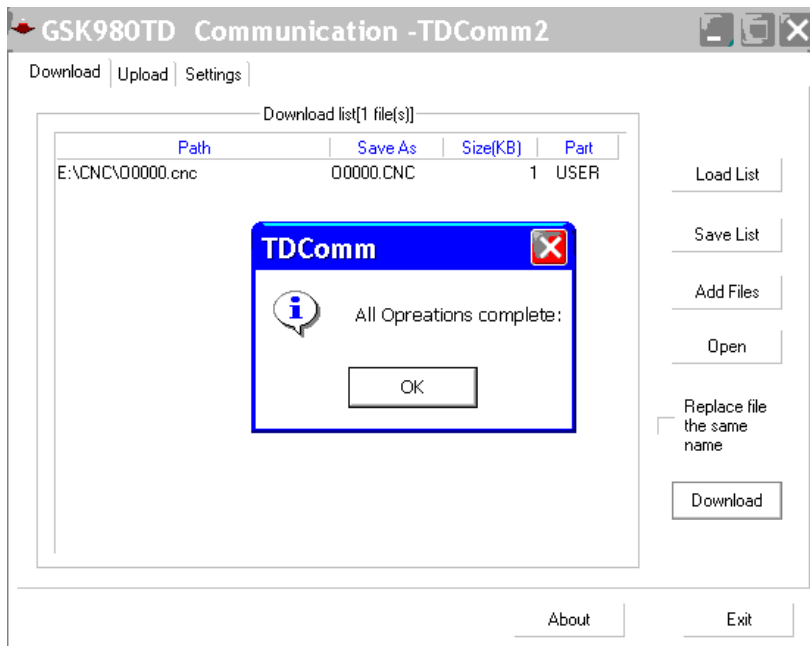 GSK980TD Communication -TDComm2
Download Upload Settings
Download list[1 file(s)]
Path Save As Size(KB) Part
E:\CNC\O0000.cnc O0000.CNC 1 USER
Load List
Save List
Add Files
Open
Replace file
the same
name
Download
TDComm
All Opreations complete:
OK
About Exit